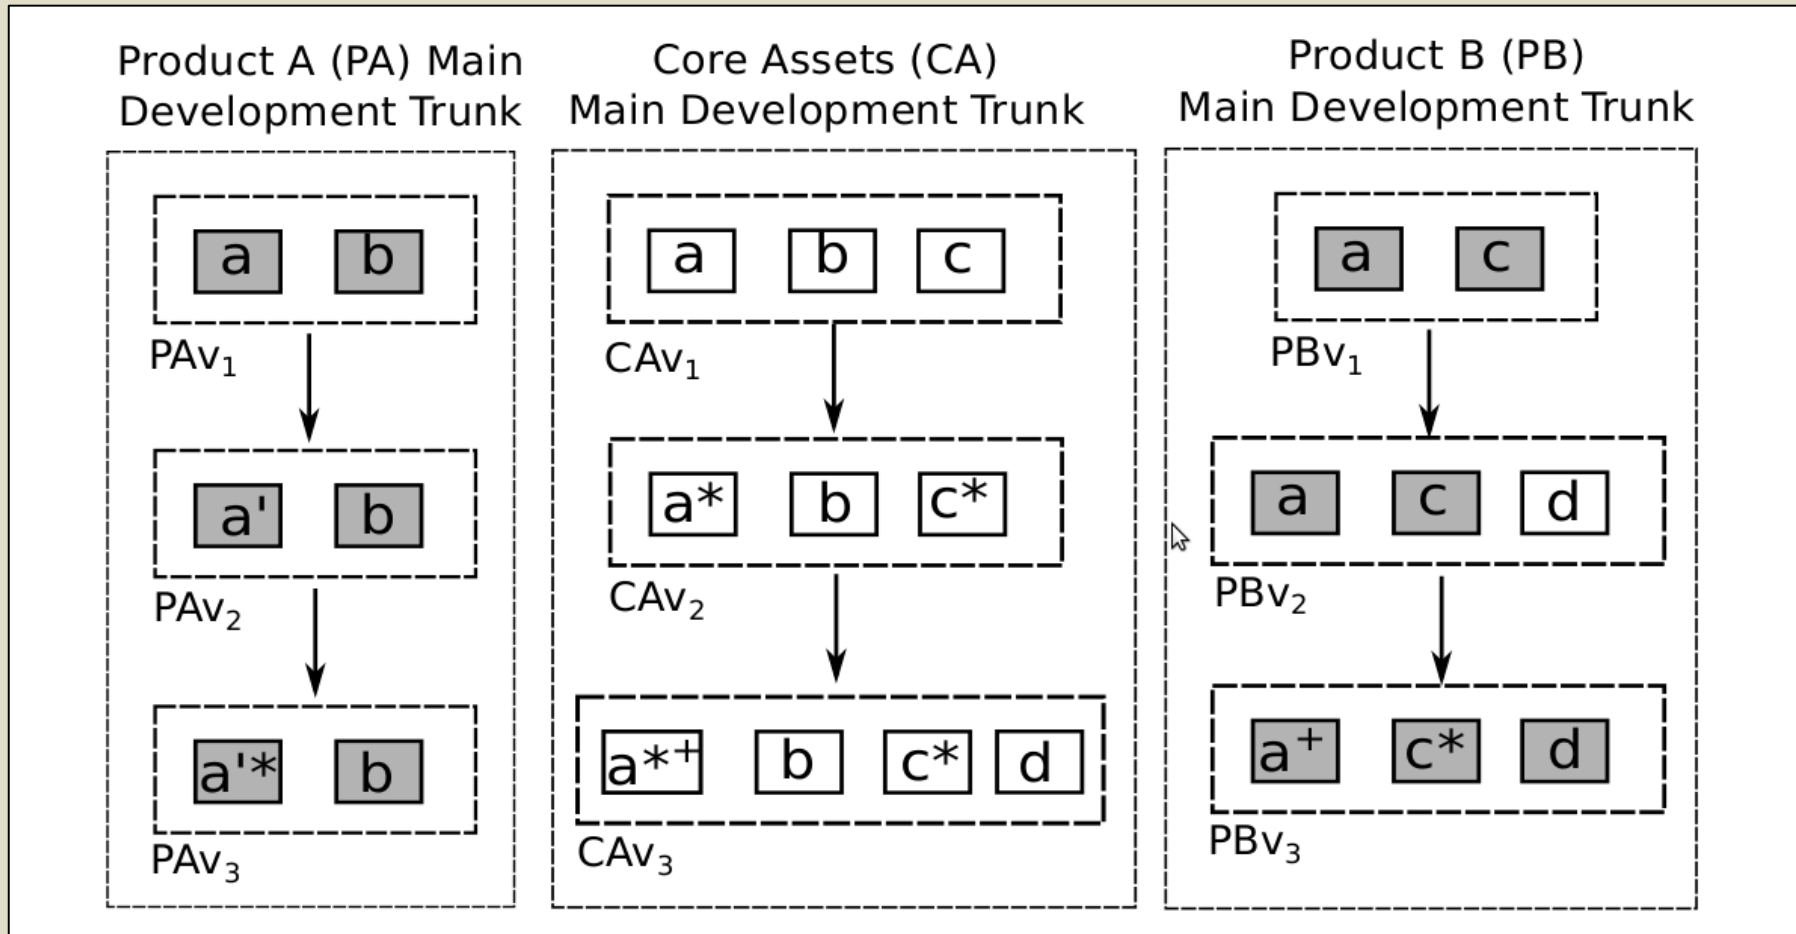 Product A (PA) Main
Development Trunk
a b
PAv₁
a' b
PAv₂
a'* b
PAv₃
Core Assets (CA)
Main Development Trunk
a b c
CAv₁
a* b c*
CAv₂
a*⁺ b c* d
CAv₃
Product B (PB)
Main Development Trunk
a c
PBv₁
a c d
PBv₂
a⁺ c* d
PBv₃